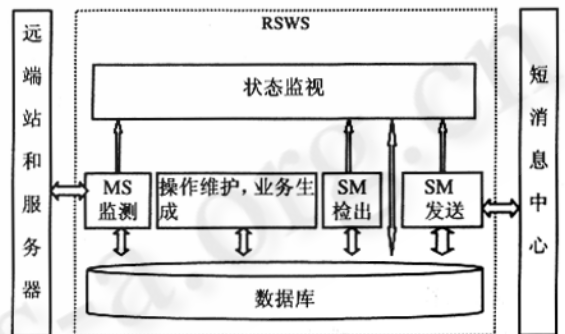 RSWS
远端站和服务器
状态监视
MS
监测
操作维护，业务生
成
SM
检出
SM
发送
数据库
短消息中心